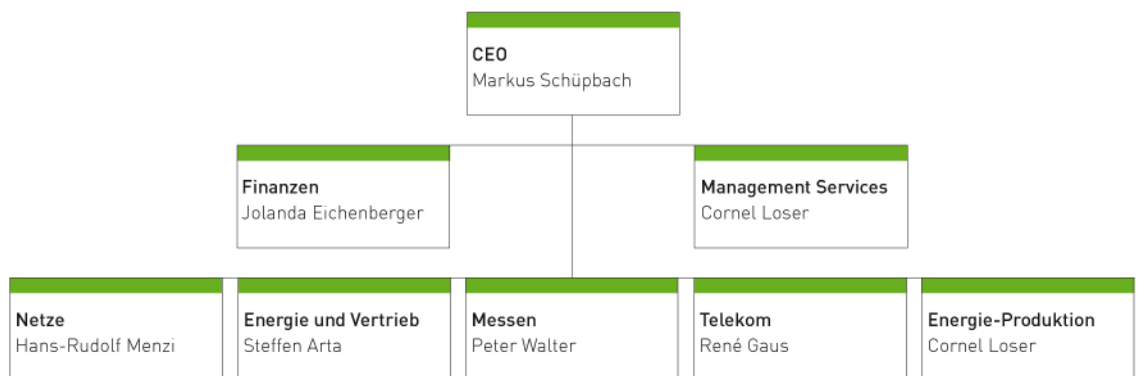 CEO
Markus Schüpbach
Finanzen
Jolanda Eichenberger
Management Services
Cornel Loser
Netze
Hans-Rudolf Menzi
Energie und Vertrieb
Steffen Arta
Messen
Peter Walter
Telekom
René Gaus
Energie-Produktion
Cornel Loser